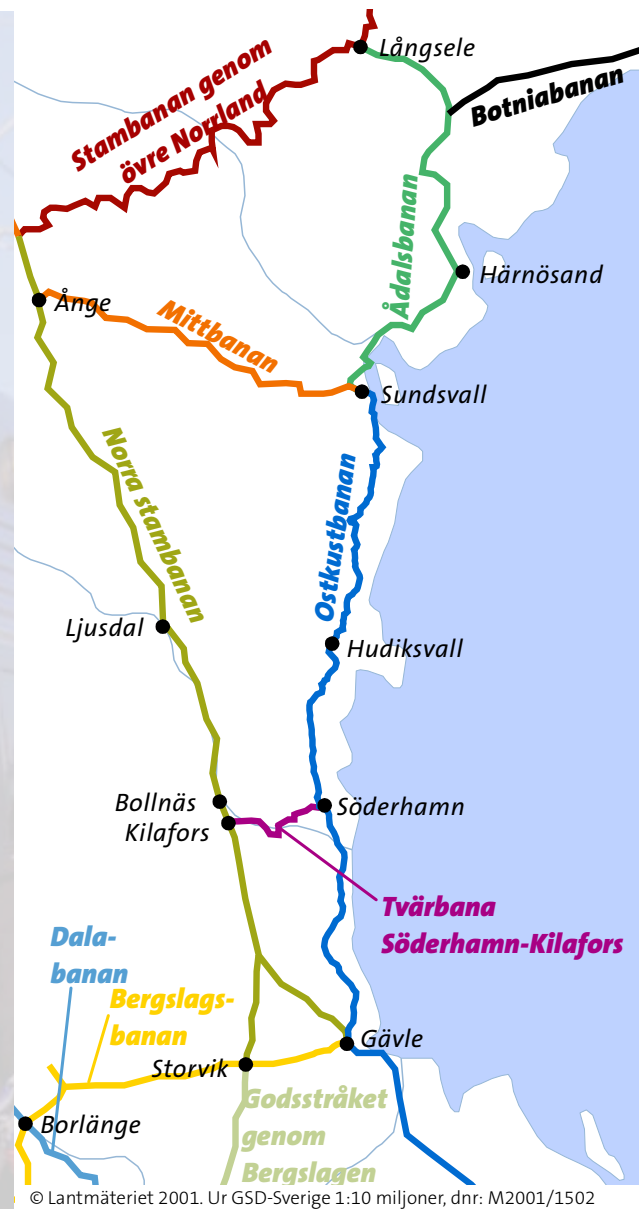 Långsele
Stambanan genom
övre Norrland
Botniabanan
Ådalsbanan
Härnösand
Ånge
Mittbanan
Sundsvall
Norra stambanan
Ostkustbanan
Ljusdal
Hudiksvall
Bollnäs
Kilafors
Söderhamn
Tvärbana
Söderhamn-Kilafors
Dala-
banan
Bergslags-
banan
Gävle
Storvik
Godsstråket
genom
Bergslagen
Borlänge
© Lantmäteriet 2001. Ur GSD-Sverige 1:10 miljoner, dnr: M2001/1502